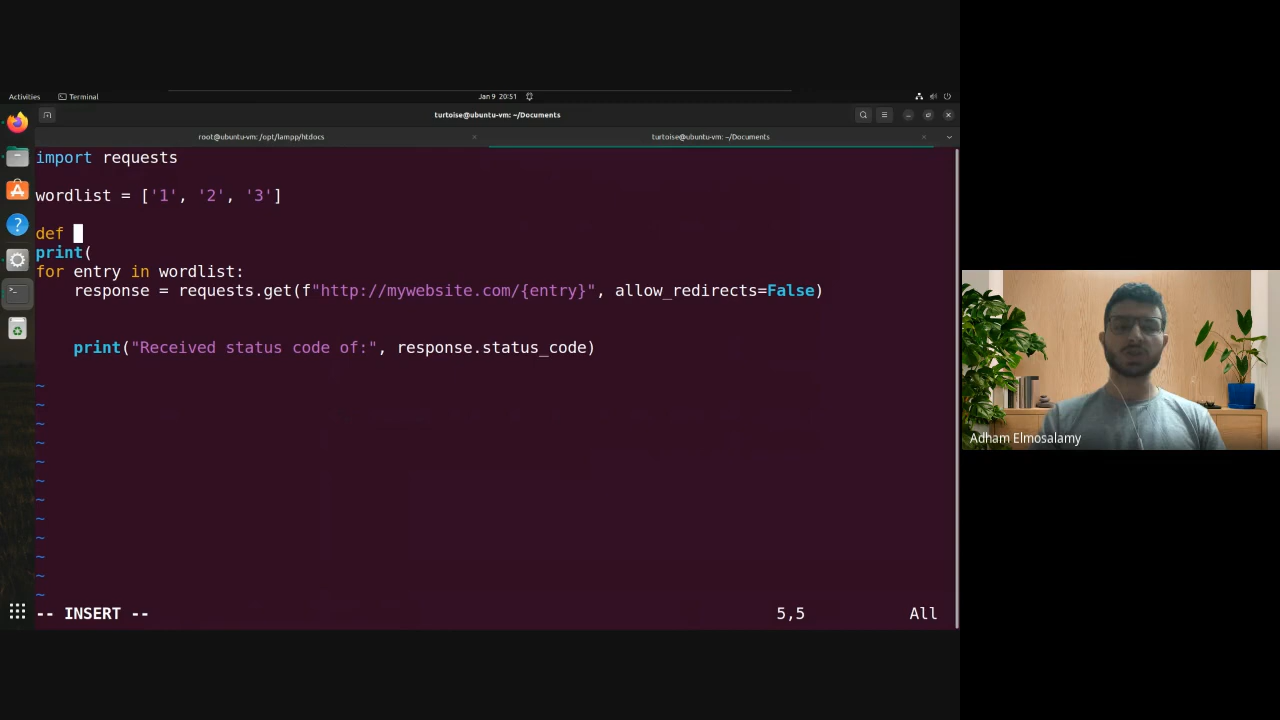 Activities
Terminal
Jan 9 20:51
turtoise@ubuntu-vm: ~/Documents
root@ubuntu-vm: /opt/lampp/htdocs
turtoise@ubuntu-vm: ~/Documents
import requests
wordlist = ['1', '2', '3']
def
print(
for entry in wordlist:
    response = requests.get(f"http://mywebsite.com/{entry}", allow_redirects=False)
    print("Received status code of:", response.status_code)
~
~
~
~
~
~
~
~
~
~
~
~
-- INSERT --
5,5
All
Adham Elmosalamy